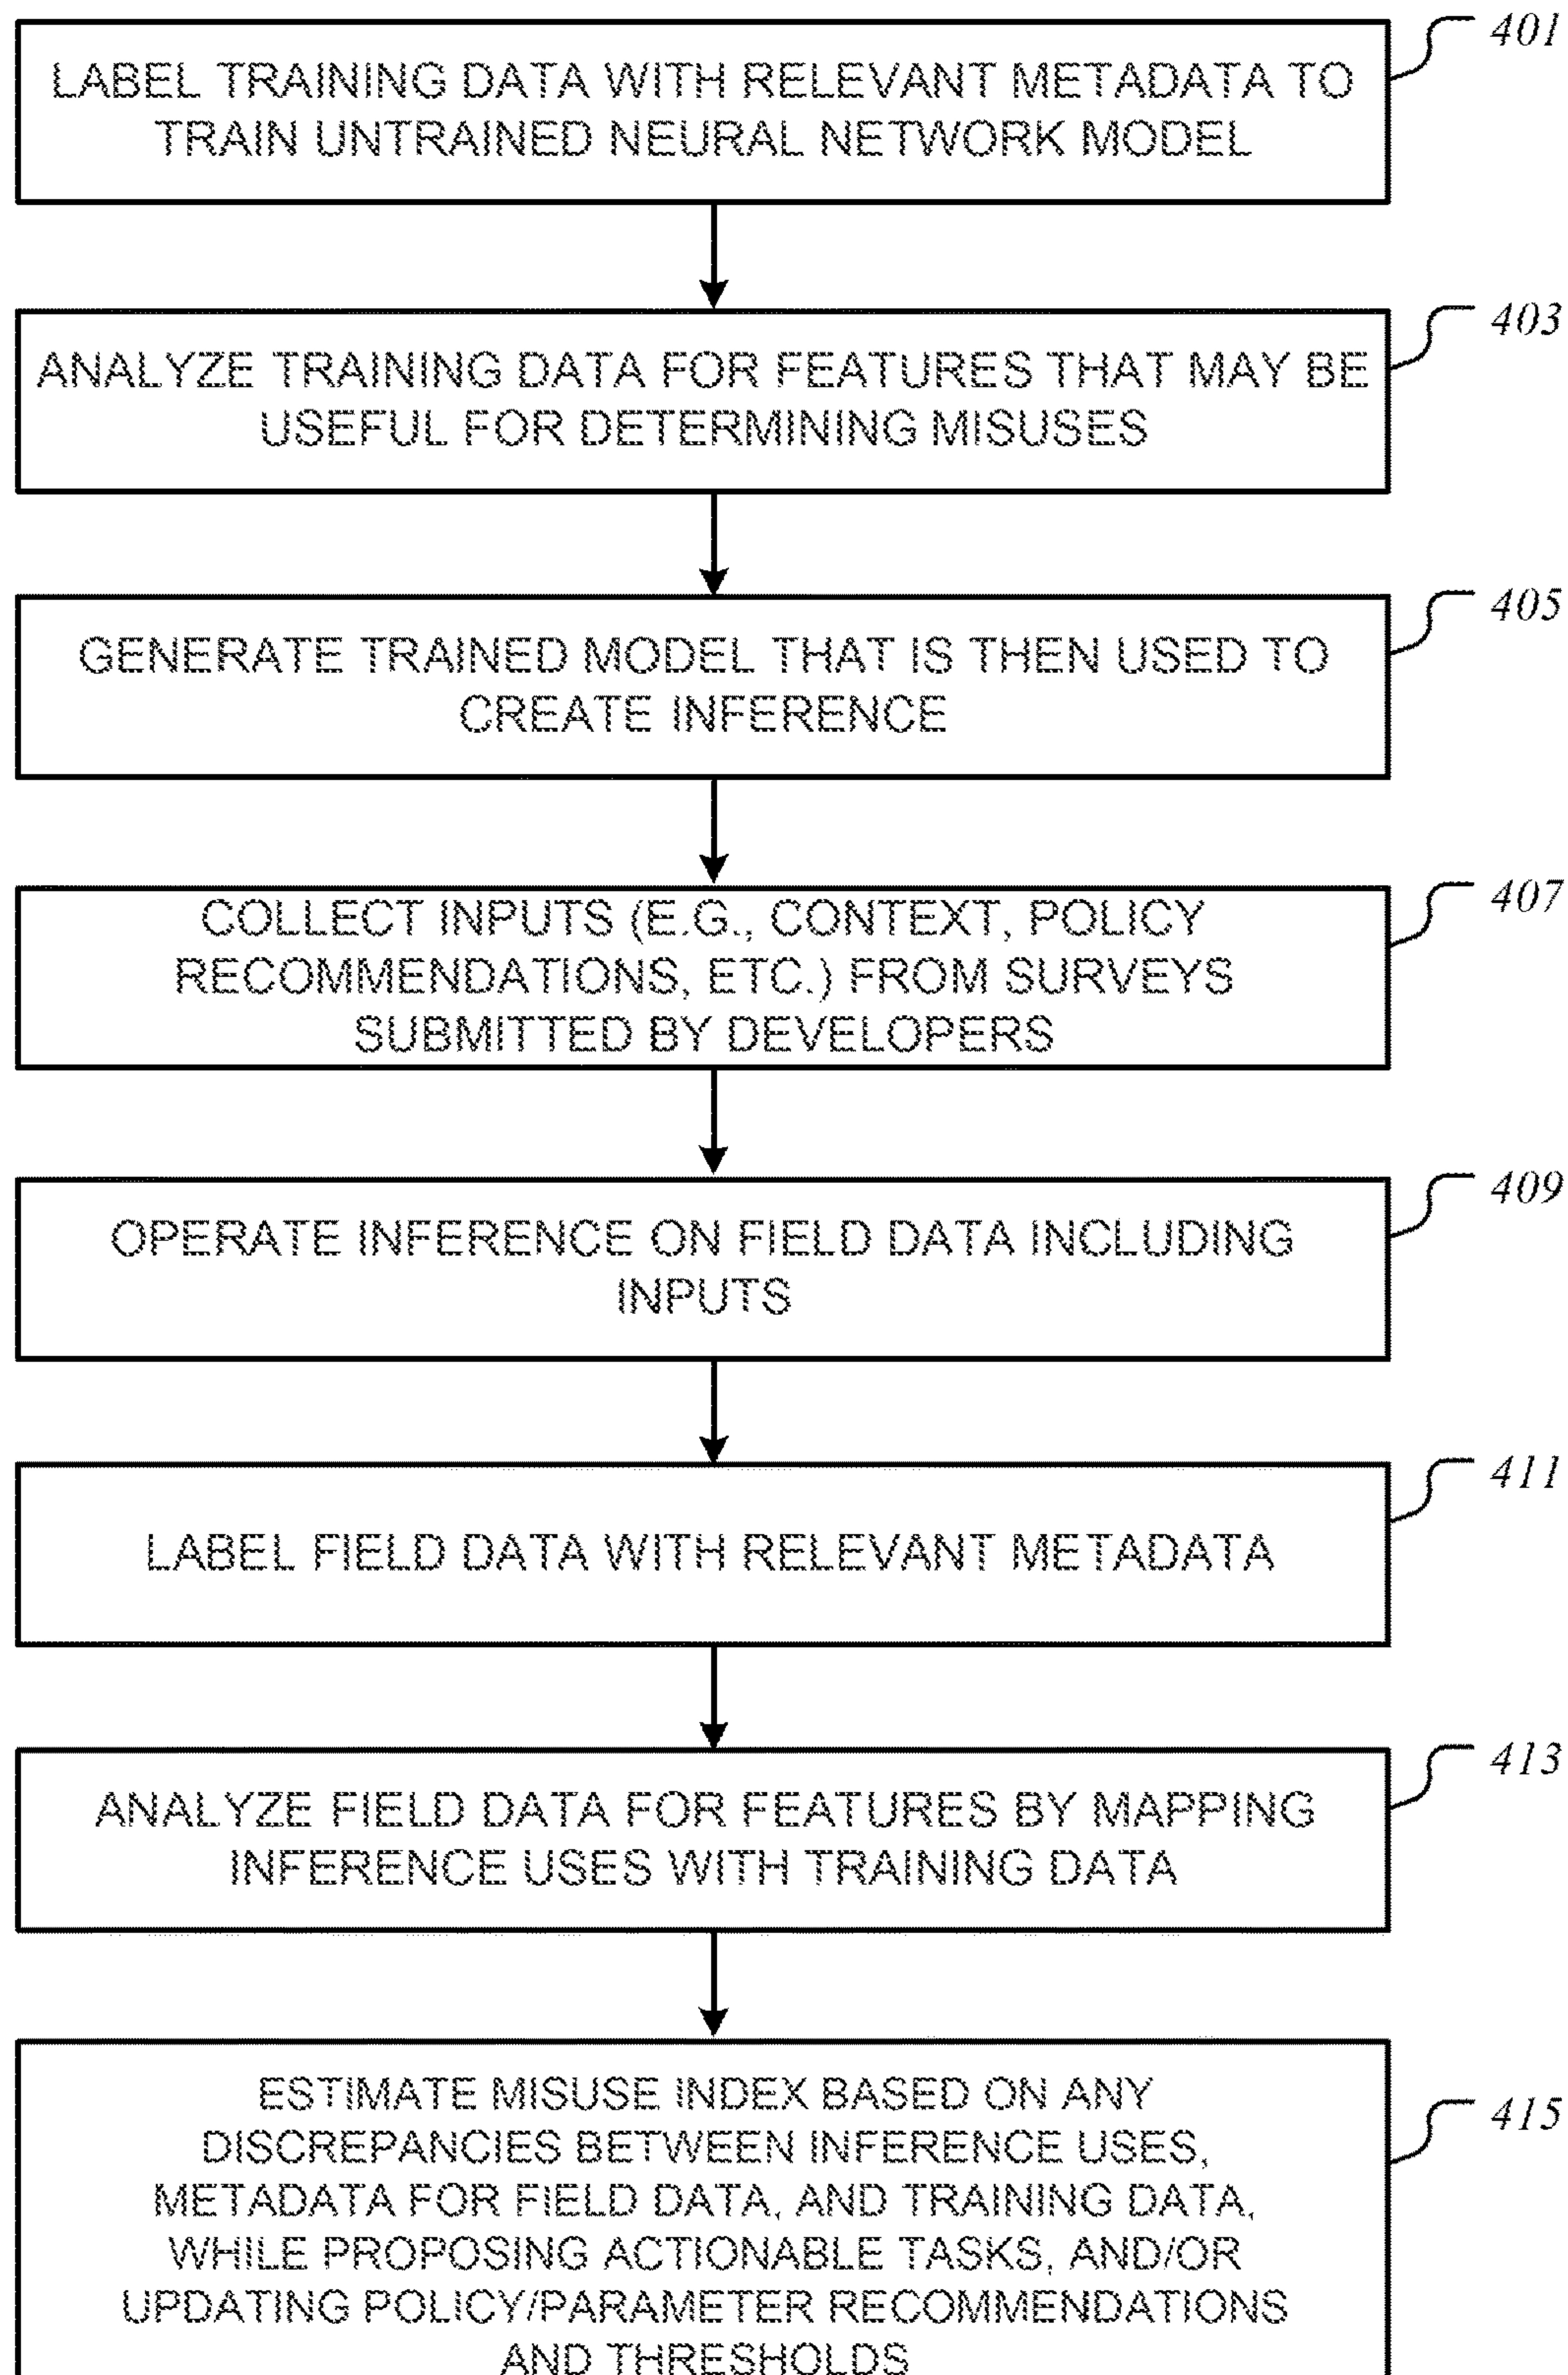 401
LABEL TRAINING DATA WITH RELEVANT METADATA TO
TRAIN UNTRAINED NEURAL NETWORK MODEL
403
ANALYZE TRAINING DATA FOR FEATURES THAT MAY BE
USEFUL FOR DETERMINING MISUSES
405
GENERATE TRAINED MODEL THAT IS THEN USED TO
CREATE INFERENCE
407
COLLECT INPUTS (E.G., CONTEXT, POLICY
RECOMMENDATIONS, ETC.) FROM SURVEYS
SUBMITTED BY DEVELOPERS
409
OPERATE INFERENCE ON FIELD DATA INCLUDING
INPUTS
411
LABEL FIELD DATA WITH RELEVANT METADATA
413
ANALYZE FIELD DATA FOR FEATURES BY MAPPING
INFERENCE USES WITH TRAINING DATA
415
ESTIMATE MISUSE INDEX BASED ON ANY
DISCREPANCIES BETWEEN INFERENCE USES,
METADATA FOR FIELD DATA, AND TRAINING DATA,
WHILE PROPOSING ACTIONABLE TASKS, AND/OR
UPDATING POLICY/PARAMETER RECOMMENDATIONS
AND THRESHOLDS